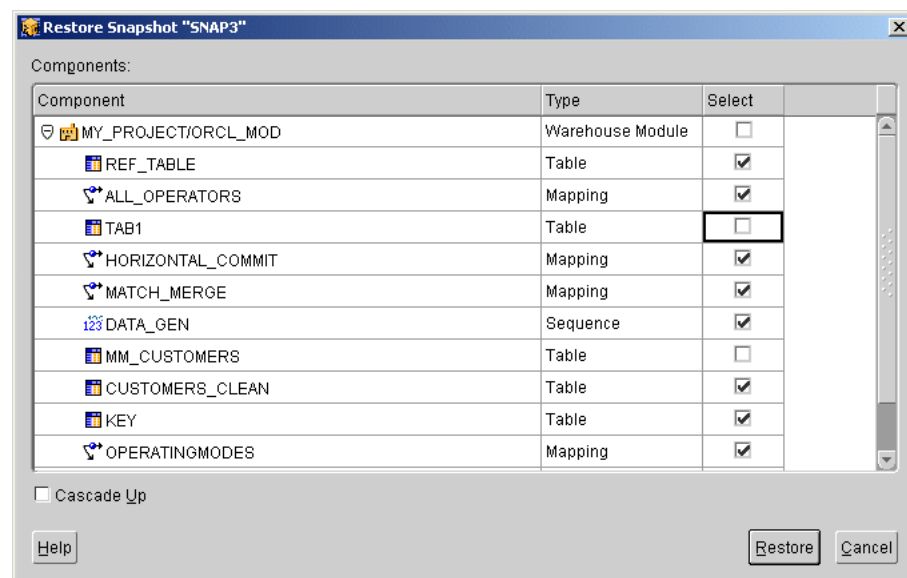 Restore Snapshot "SNAP3"
Components:
Component Type Select
MY_PROJECT/ORCL_MOD Warehouse Module
REF_TABLE Table
ALL_OPERATORS Mapping
TAB1 Table
HORIZONTAL_COMMIT Mapping
MATCH_MERGE Mapping
123 DATA_GEN Sequence
MM_CUSTOMERS Table
CUSTOMERS_CLEAN Table
KEY Table
OPERATINGMODES Mapping
Cascade Up
Help Restore Cancel